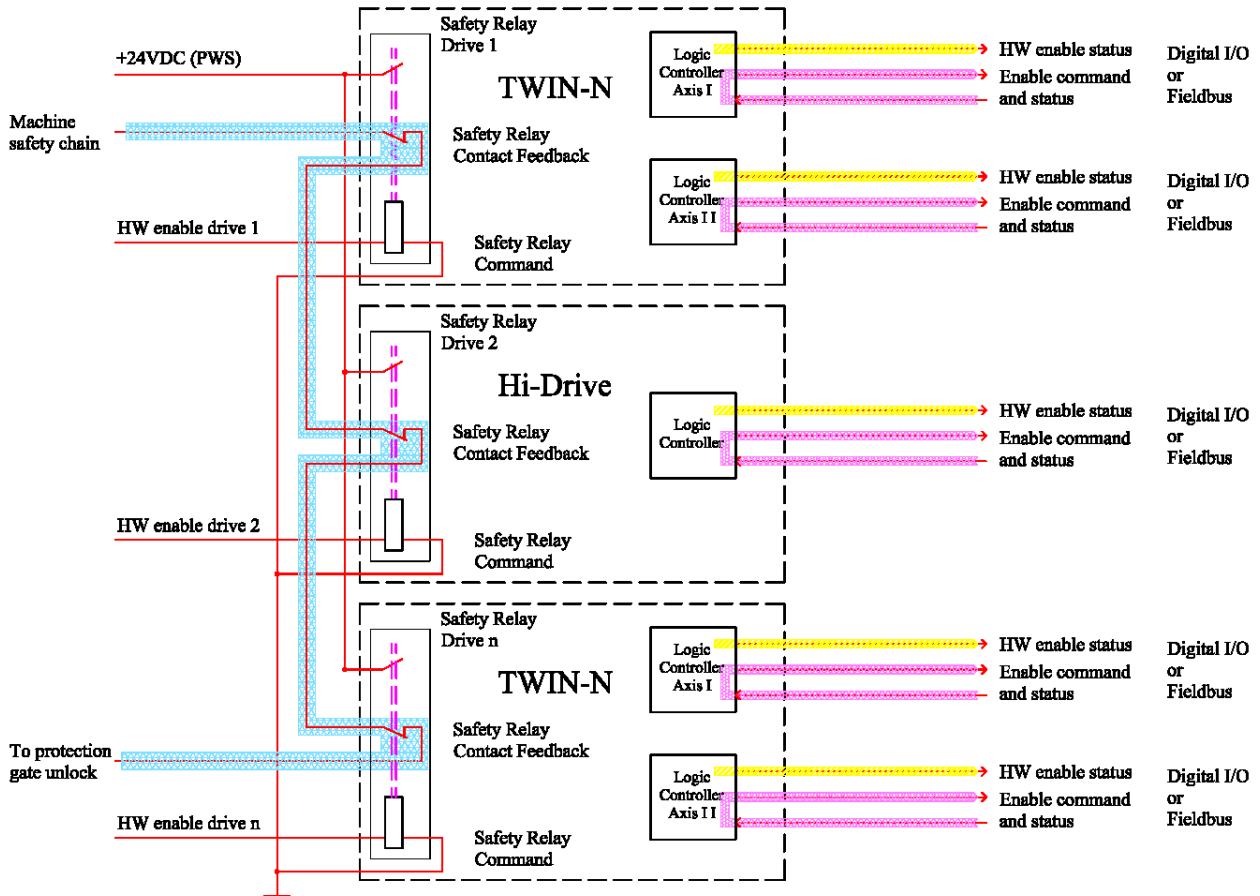 Safety Relay
Drive 1
+24VDC (PWS)
TWIN-N
Logic
Controller
Axis I
HW enable status
Enable command
and status
Digital I/O
or
Fieldbus
Machine
safety chain
Safety Relay
Contact Feedback
Logic
Controller
Axis II
HW enable status
Enable command
and status
Digital I/O
or
Fieldbus
HW enable drive 1
Safety Relay
Command
Safety Relay
Drive 2
Hi-Drive
Logic
Controller
HW enable status
Enable command
and status
Digital I/O
or
Fieldbus
Safety Relay
Contact Feedback
HW enable drive 2
Safety Relay
Command
Safety Relay
Drive n
TWIN-N
Logic
Controller
Axis I
HW enable status
Enable command
and status
Digital I/O
or
Fieldbus
Safety Relay
Contact Feedback
To protection
gate unlock
Logic
Controller
Axis II
HW enable status
Enable command
and status
Digital I/O
or
Fieldbus
HW enable drive n
Safety Relay
Command